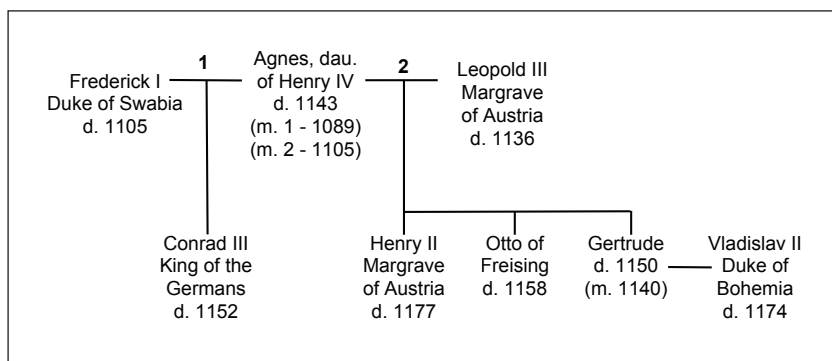 1
2
Frederick I
Duke of Swabia
d. 1105
Agnes, dau.
of Henry IV
d. 1143
(m. 1 - 1089)
(m. 2 - 1105)
Leopold III
Margrave
of Austria
d. 1136
Conrad III
King of the
Germans
d. 1152
Henry II
Margrave
of Austria
d. 1177
Otto of
Freising
d. 1158
Gertrude
d. 1150
(m. 1140)
Vladislav II
Duke of
Bohemia
d. 1174